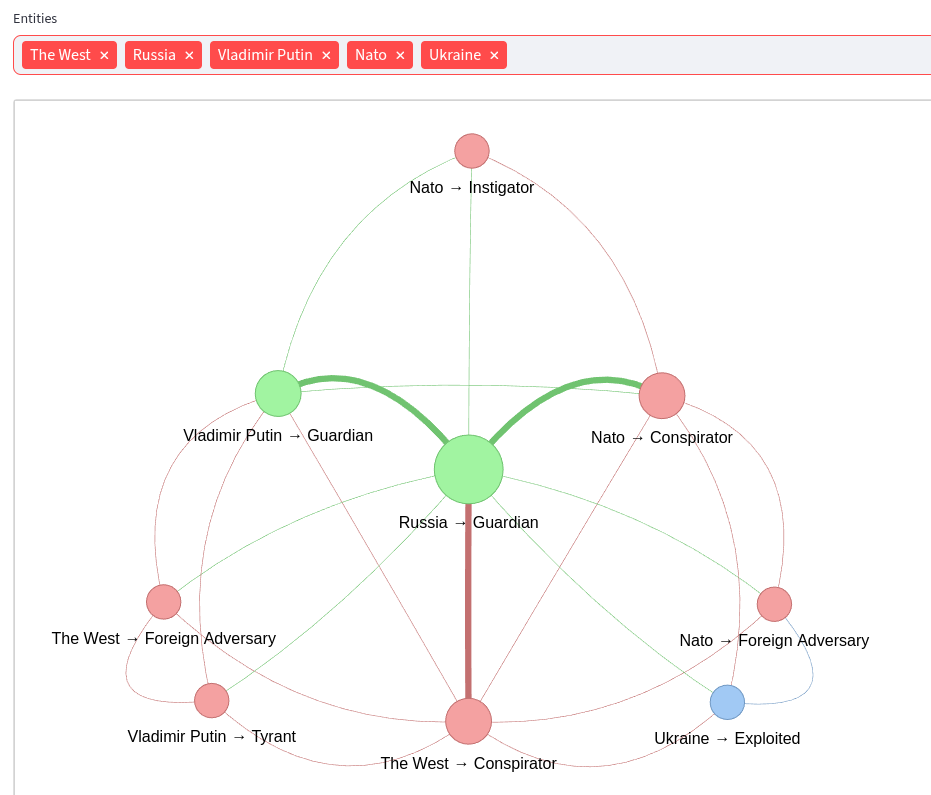 Entities
The West × Russia × Vladimir Putin × Nato × Ukraine ×
Nato → Instigator
Vladimir Putin → Guardian
Nato → Conspirator
Russia → Guardian
The West → Foreign Adversary
Nato → Foreign Adversary
Vladimir Putin → Tyrant
Ukraine → Exploited
The West → Conspirator